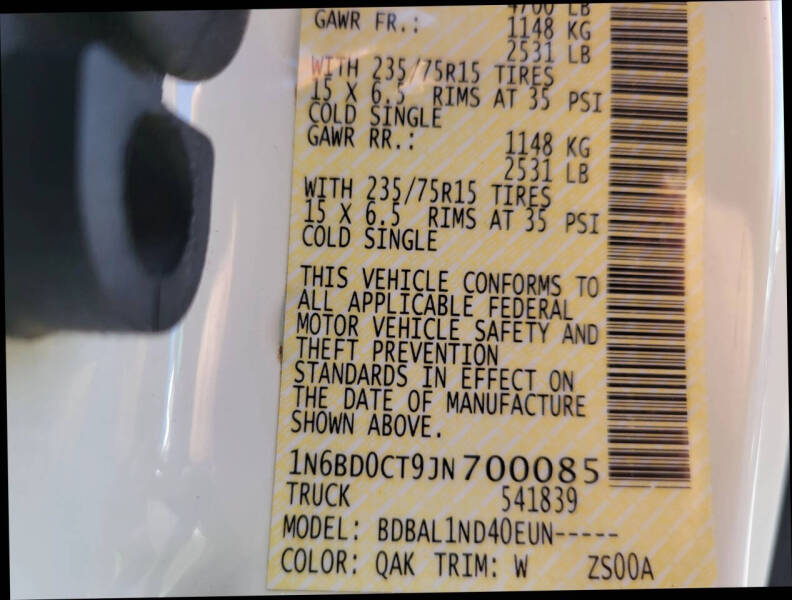 4700 LB
GAWR FR.: 1148 KG
2531 LB
WITH 235/75R15 TIRES
15 X 6.5 RIMS AT 35 PSI
COLD SINGLE
GAWR RR.: 1148 KG
2531 LB
WITH 235/75R15 TIRES
15 X 6.5 RIMS AT 35 PSI
COLD SINGLE
THIS VEHICLE CONFORMS TO
ALL APPLICABLE FEDERAL
MOTOR VEHICLE SAFETY AND
THEFT PREVENTION
STANDARDS IN EFFECT ON
THE DATE OF MANUFACTURE
SHOWN ABOVE.
1N6BD0CT9JN700085
TRUCK 541839
MODEL: BDBAL1ND40EUN-----
COLOR: QAK TRIM: W ZS00A